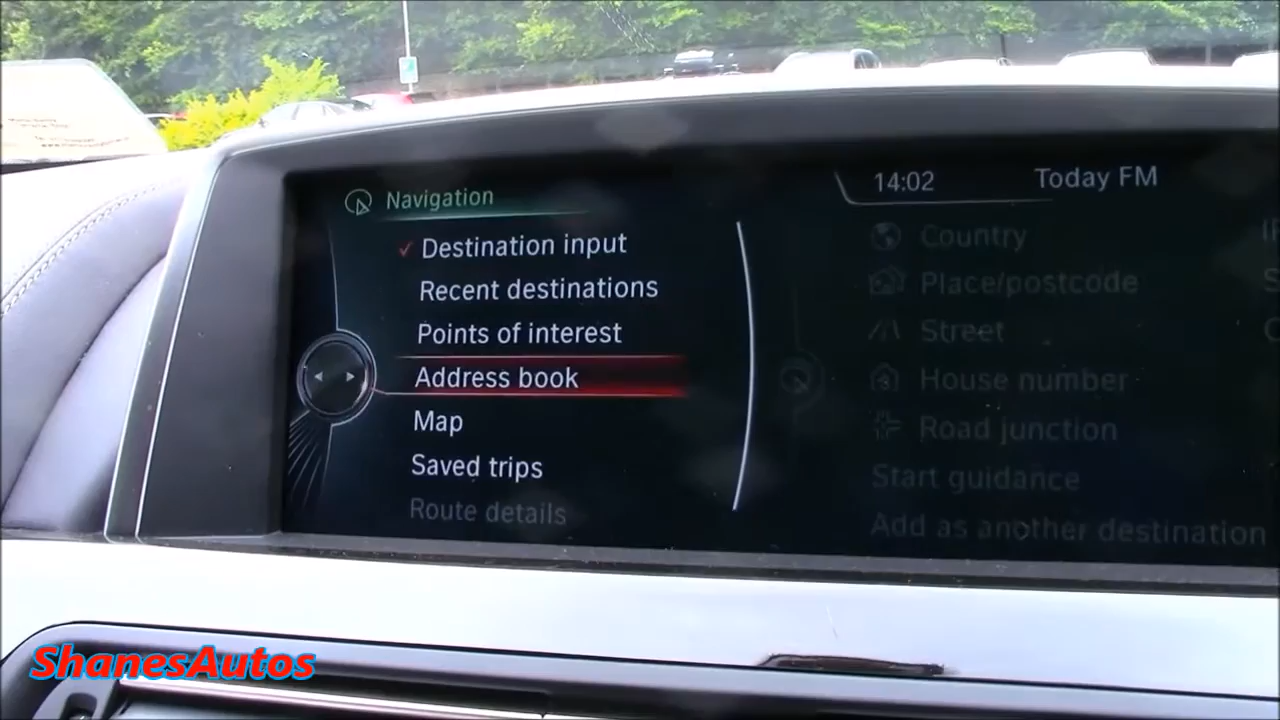 Navigation
14:02
Today FM
Destination input
Recent destinations
Points of interest
Address book
Map
Saved trips
Route details
Country
Place/postcode
Street
House number
Road junction
Start guidance
Add as another destination
ShanesAutos